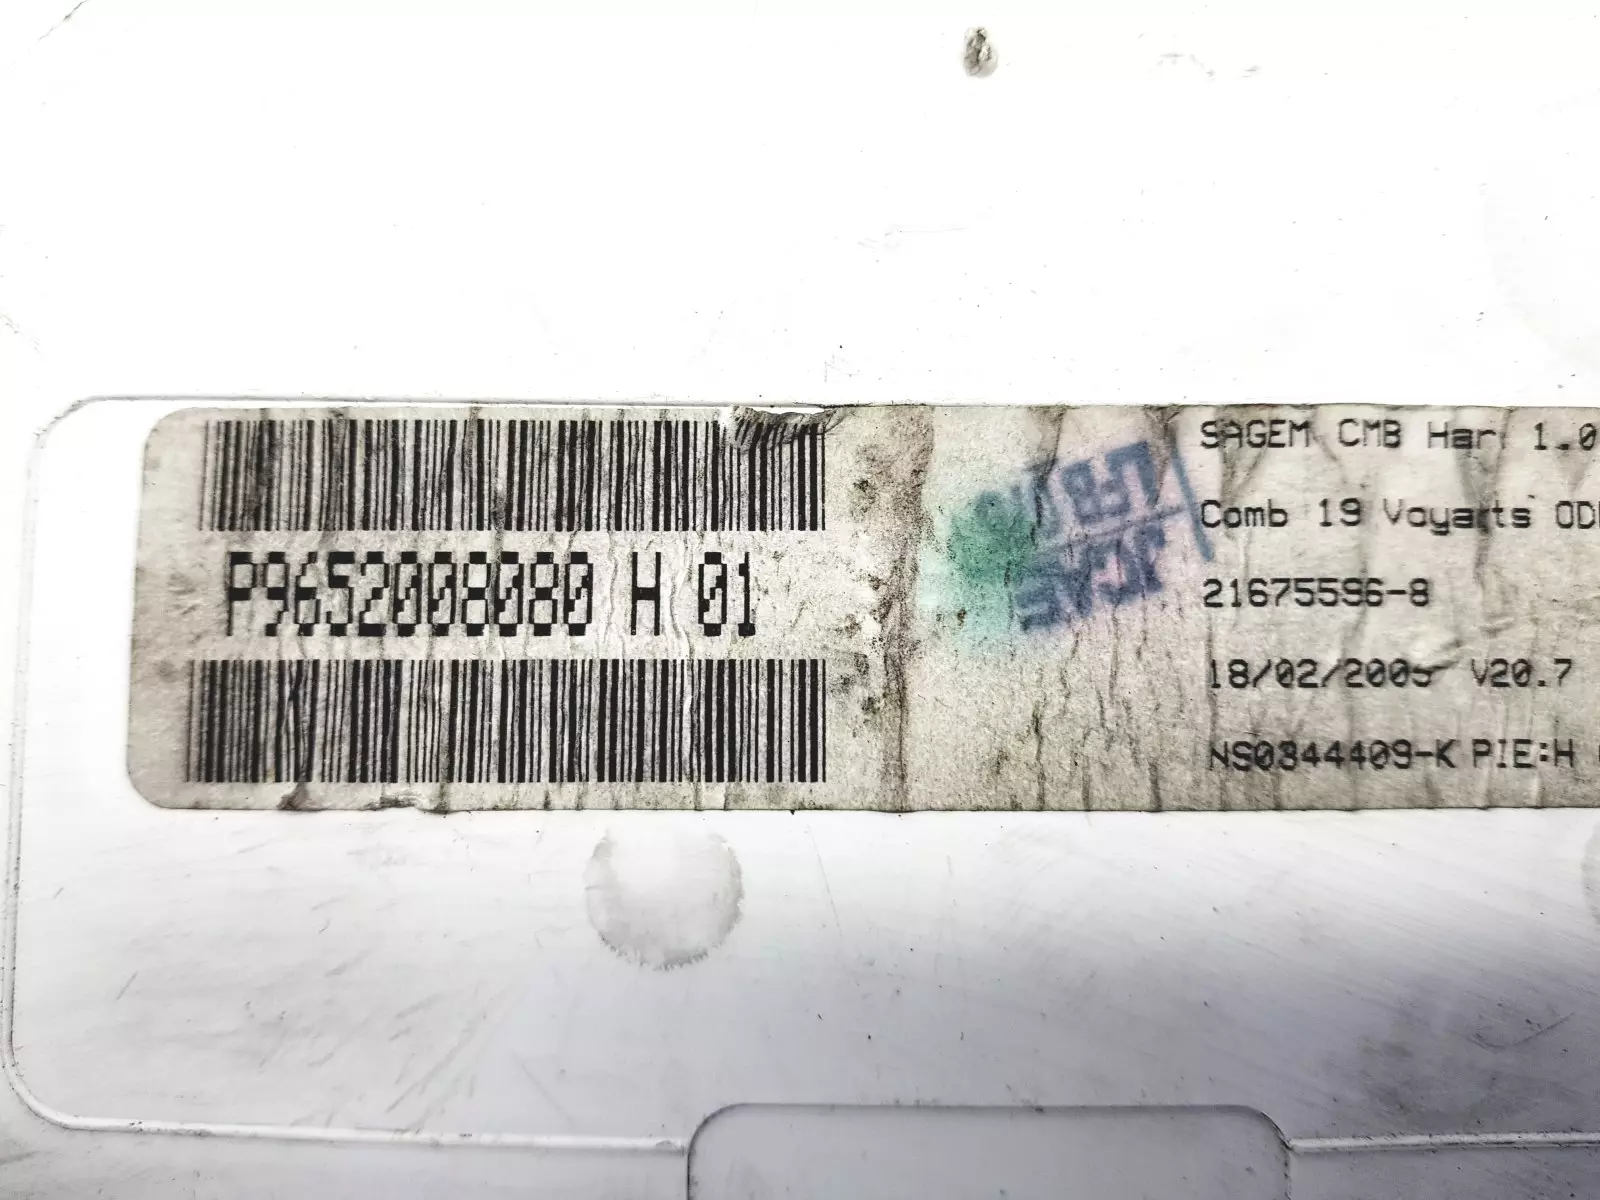 P9652008080 H 01
SAGEM CMB Har 1.0
Comb 19 Voyants OD
21675596-8
18/02/2005 V20.7
NS0344409-K PIE:H